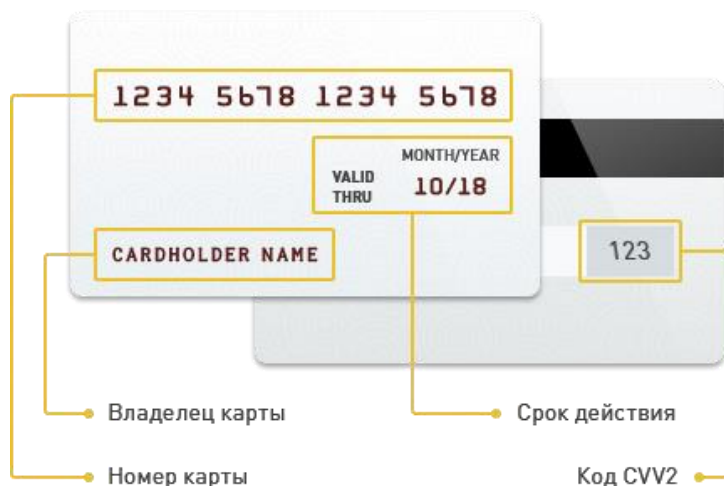 1234 5678 1234 5678
MONTH/YEAR
VALID THRU
10/18
CARDHOLDER NAME
123
Владелец карты
Срок действия
Номер карты
Код CVV2